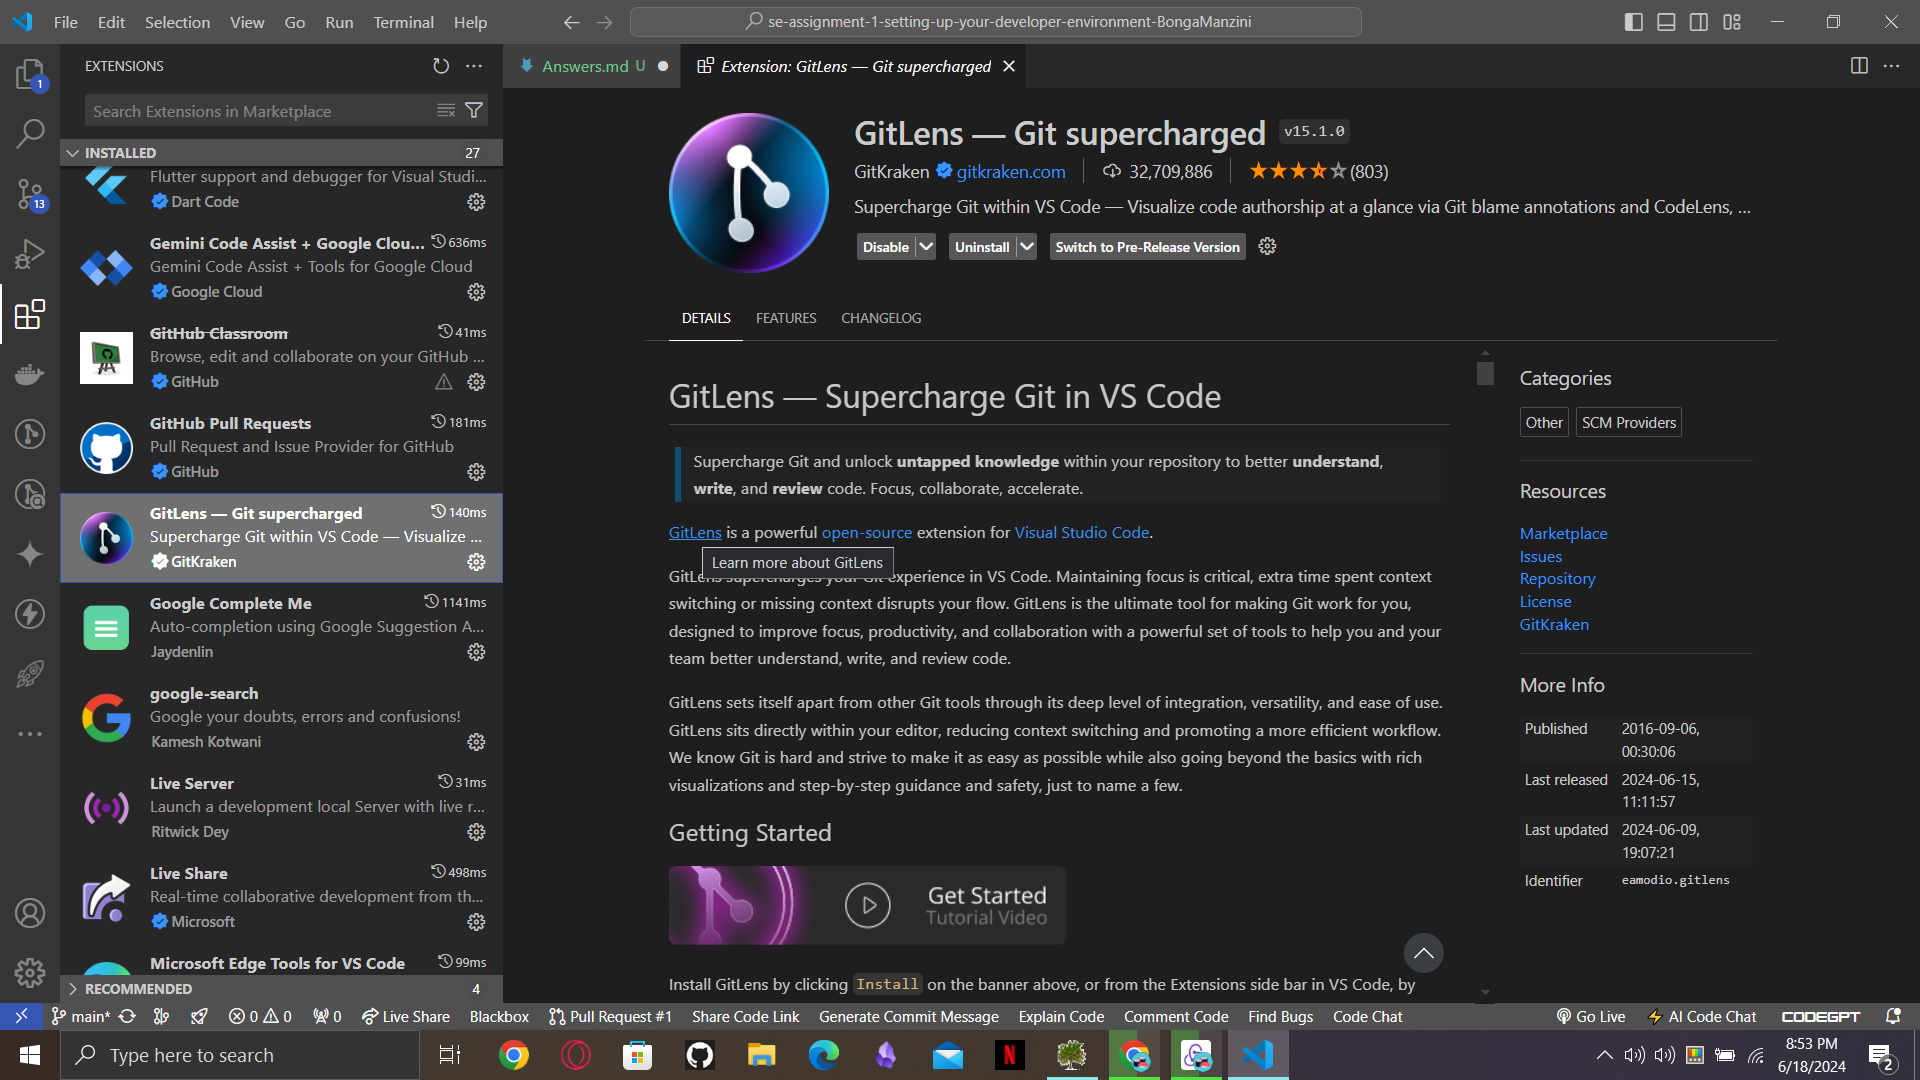 File Edit Selection View Go Run Terminal Help
se-assignment-1-setting-up-your-developer-environment-BongaManzini
EXTENSIONS
Answers.md U
Extension: GitLens — Git supercharged
1
Search Extensions in Marketplace
INSTALLED 27
Flutter support and debugger for Visual Studi...
Dart Code
13
Gemini Code Assist + Google Clou... 636ms
Gemini Code Assist + Tools for Google Cloud
Google Cloud
GitHub Classroom 41ms
Browse, edit and collaborate on your GitHub ...
GitHub
GitHub Pull Requests 181ms
Pull Request and Issue Provider for GitHub
GitHub
GitLens — Git supercharged 140ms
Supercharge Git within VS Code — Visualize ...
GitKraken
Google Complete Me 1141ms
Auto-completion using Google Suggestion A...
Jaydenlin
google-search
Google your doubts, errors and confusions!
Kamesh Kotwani
Live Server 31ms
Launch a development local Server with live r...
Ritwick Dey
Live Share 498ms
Real-time collaborative development from th...
Microsoft
Microsoft Edge Tools for VS Code 99ms
RECOMMENDED 4
GitLens — Git supercharged v15.1.0
GitKraken gitkraken.com 32,709,886 (803)
Supercharge Git within VS Code — Visualize code authorship at a glance via Git blame annotations and CodeLens, ...
Disable Uninstall Switch to Pre-Release Version
DETAILS FEATURES CHANGELOG
GitLens — Supercharge Git in VS Code
Supercharge Git and unlock untapped knowledge within your repository to better understand,
write, and review code. Focus, collaborate, accelerate.
GitLens is a powerful open-source extension for Visual Studio Code.
Learn more about GitLens
GitLens supercharges your Git experience in VS Code. Maintaining focus is critical, extra time spent context
switching or missing context disrupts your flow. GitLens is the ultimate tool for making Git work for you,
designed to improve focus, productivity, and collaboration with a powerful set of tools to help you and your
team better understand, write, and review code.
GitLens sets itself apart from other Git tools through its deep level of integration, versatility, and ease of use.
GitLens sits directly within your editor, reducing context switching and promoting a more efficient workflow.
We know Git is hard and strive to make it as easy as possible while also going beyond the basics with rich
visualizations and step-by-step guidance and safety, just to name a few.
Getting Started
Get Started
Tutorial Video
Install GitLens by clicking Install on the banner above, or from the Extensions side bar in VS Code, by
Categories
Other SCM Providers
Resources
Marketplace
Issues
Repository
License
GitKraken
More Info
Published 2016-09-06,
00:30:06
Last released 2024-06-15,
11:11:57
Last updated 2024-06-09,
19:07:21
Identifier eamodio.gitlens
main* 0 0 0 Live Share Blackbox Pull Request #1 Share Code Link Generate Commit Message Explain Code Comment Code Find Bugs Code Chat Go Live AI Code Chat CODEGPT
Type here to search
N
8:53 PM
6/18/2024
2